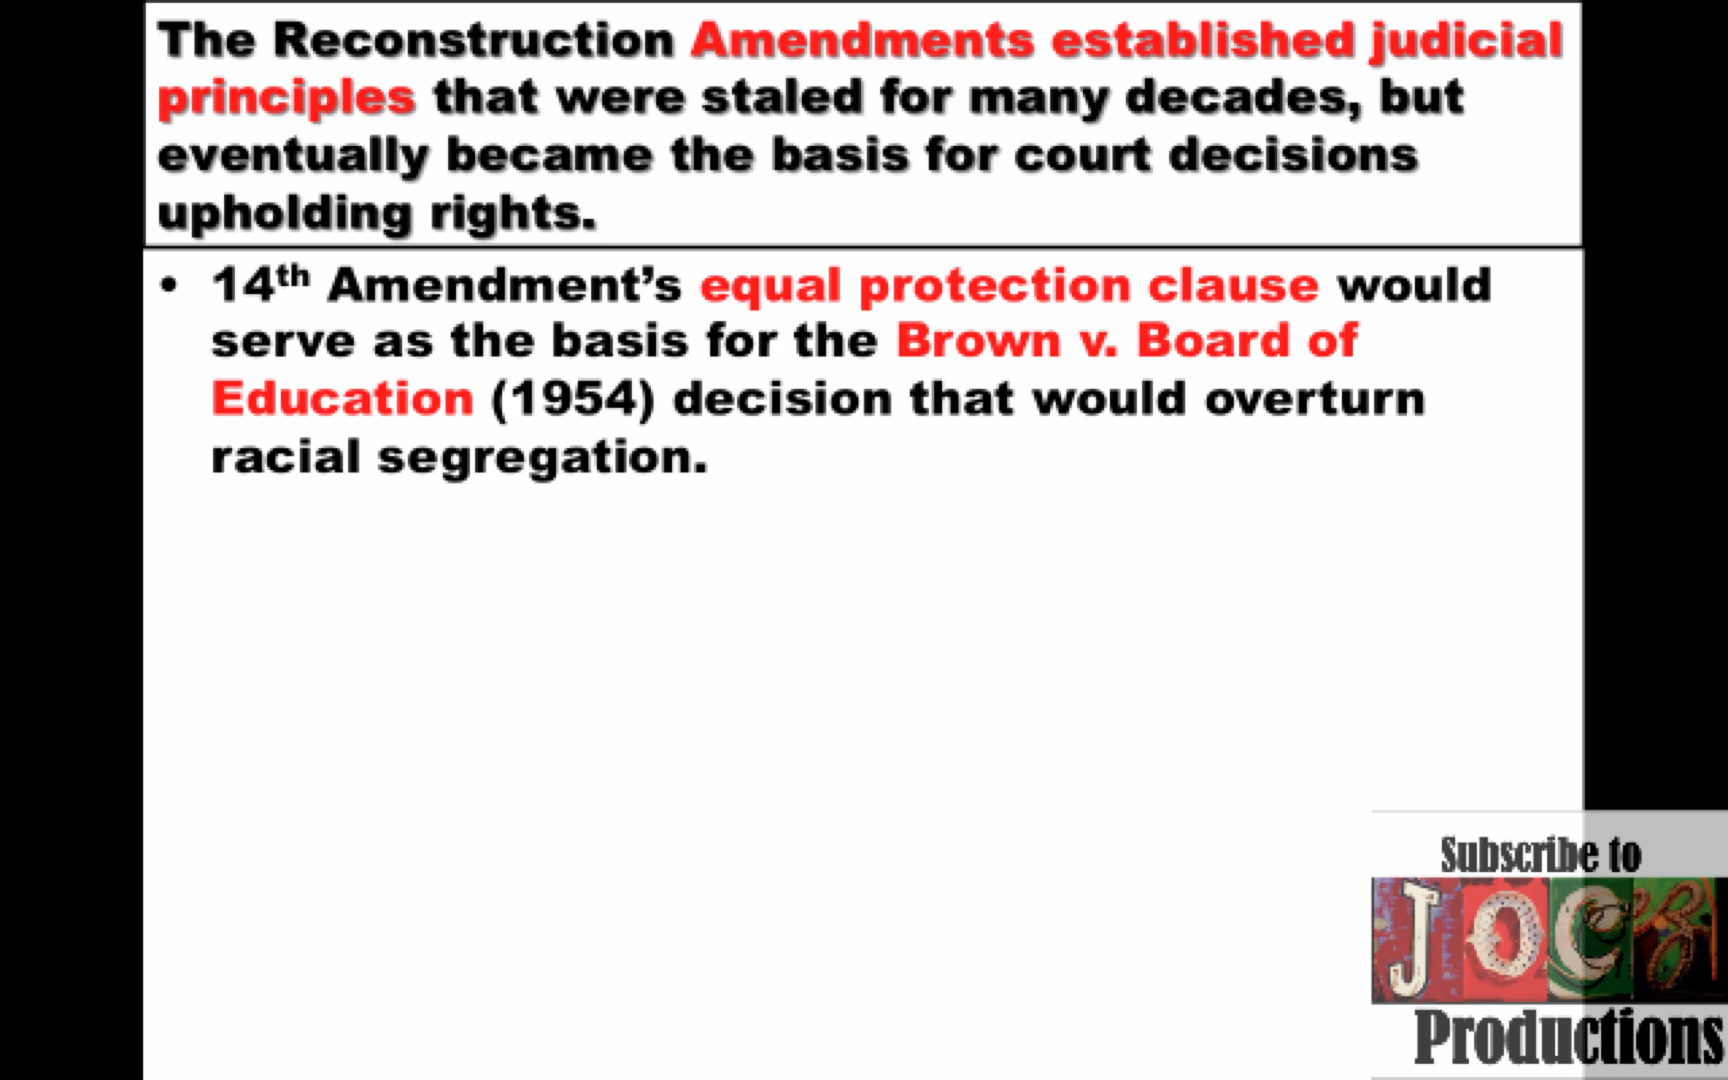 The Reconstruction Amendments established judicial
principles that were staled for many decades, but
eventually became the basis for court decisions
upholding rights.
• 14th Amendment’s equal protection clause would
serve as the basis for the Brown v. Board of
Education (1954) decision that would overturn
racial segregation.
Subscribe to
JOCZ
Productions